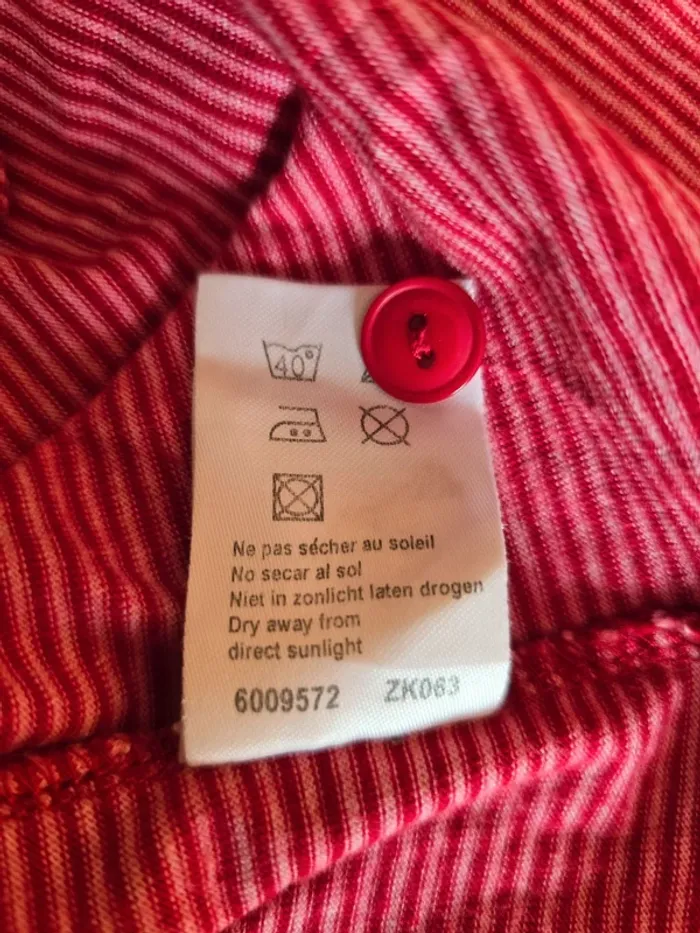 40°
Ne pas sécher au soleil
No secar al sol
Niet in zonlicht laten drogen
Dry away from
direct sunlight
6009572 ZK063